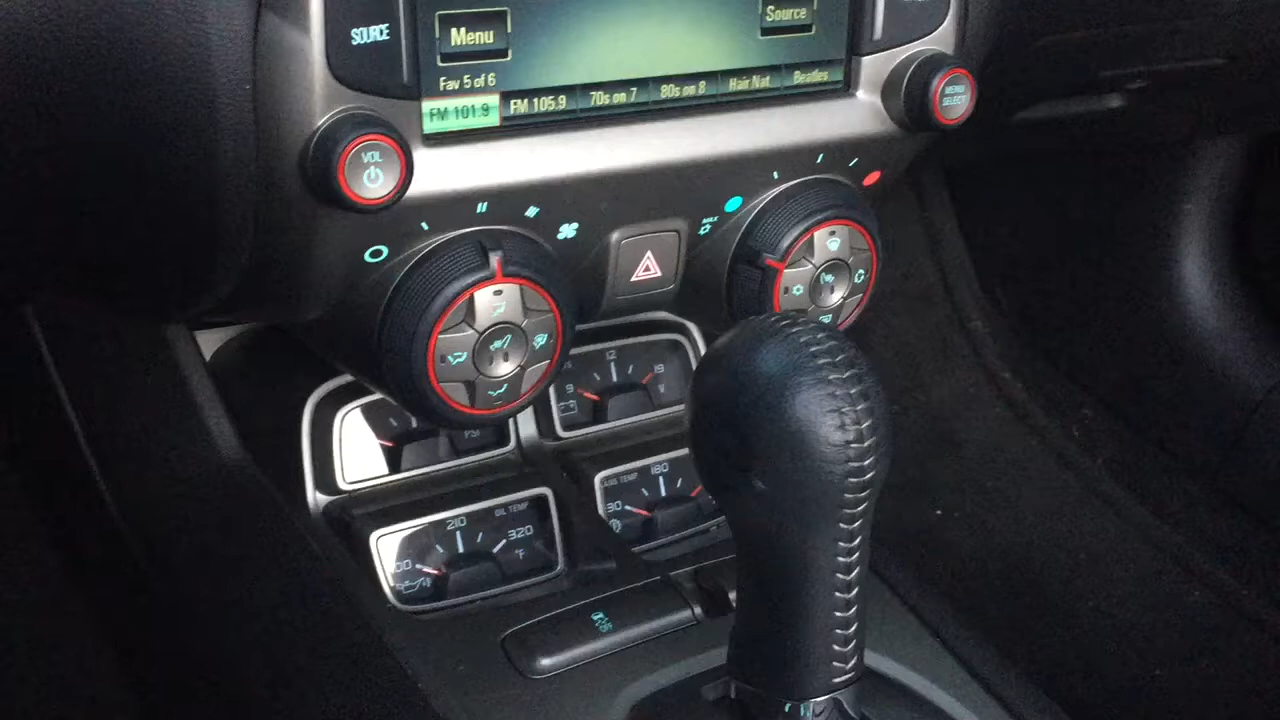 SOURCE
Menu
Source
Fav 5 of 6
FM 101.9
FM 105.9
70s on 7
80s on 8
Hair Nat
Beatles
MENU
SELECT
VOL
MAX
9
12
19
V
PSI
180
30
210
OIL TEMP
320
°F